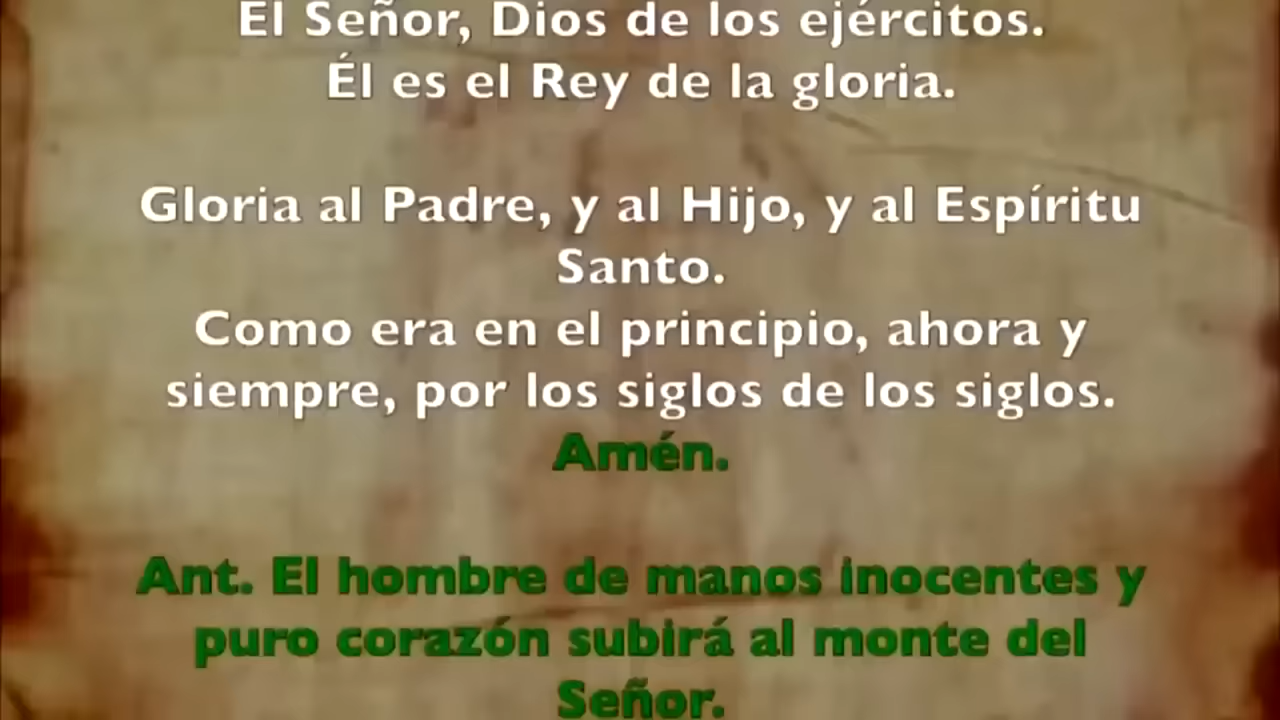 El Señor, Dios de los ejércitos.
Él es el Rey de la gloria.
Gloria al Padre, y al Hijo, y al Espíritu
Santo.
Como era en el principio, ahora y
siempre, por los siglos de los siglos.
Amén.
Ant. El hombre de manos inocentes y
puro corazón subirá al monte del
Señor.